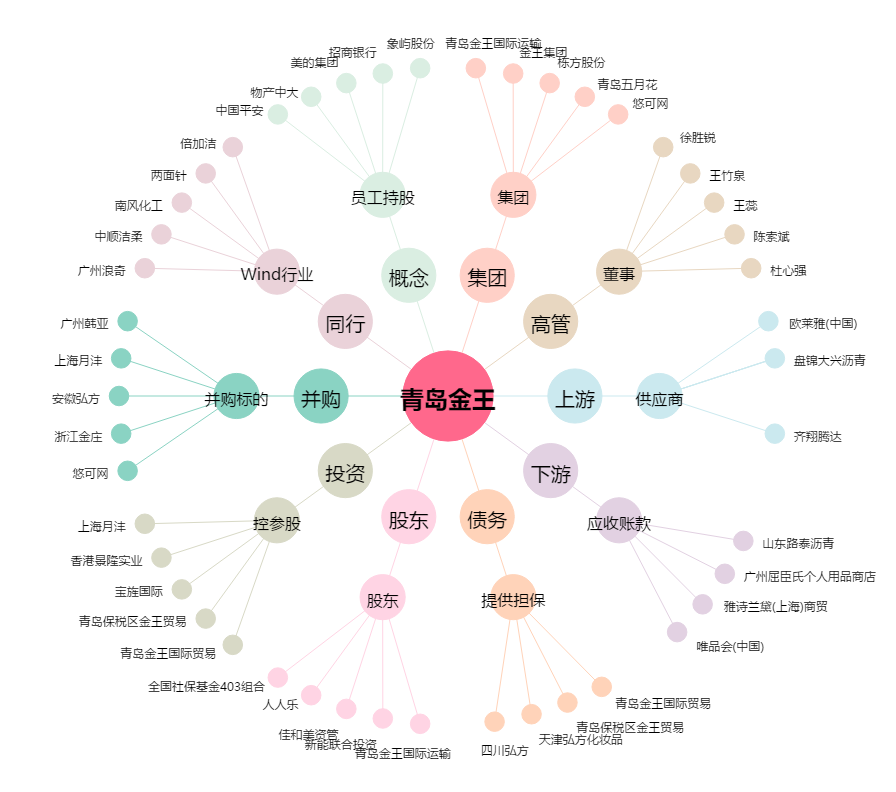 象屿股份
青岛金王国际运输
招商银行
金王集团
美的集团
栋方股份
物产中大
青岛五月花
中国平安
悠可网
倍加洁
徐胜锐
两面针
王竹泉
员工持股
集团
南风化工
王蕊
中顺洁柔
陈索斌
广州浪奇
Wind行业
概念
集团
董事
杜心强
广州韩亚
同行
高管
欧莱雅(中国)
上海月沣
盘锦大兴沥青
安徽弘方
并购标的
并购
青岛金王
上游
供应商
浙江金庄
齐翔腾达
悠可网
投资
下游
上海月沣
控参股
股东
债务
应收账款
山东路泰沥青
香港景隆实业
广州屈臣氏个人用品商店
宝旌国际
股东
提供担保
雅诗兰黛(上海)商贸
青岛保税区金王贸易
唯品会(中国)
青岛金王国际贸易
全国社保基金403组合
人人乐
青岛金王国际贸易
佳和美资管
青岛保税区金王贸易
新能联合投资
天津弘方化妆品
青岛金王国际运输
四川弘方